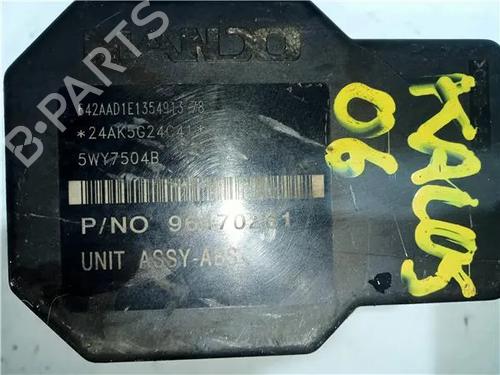 MANDO
*24AK5G24C41*
5WY7504B
UNIT ASSY-ABS
P/NO
KALOS
06
B-PARTS